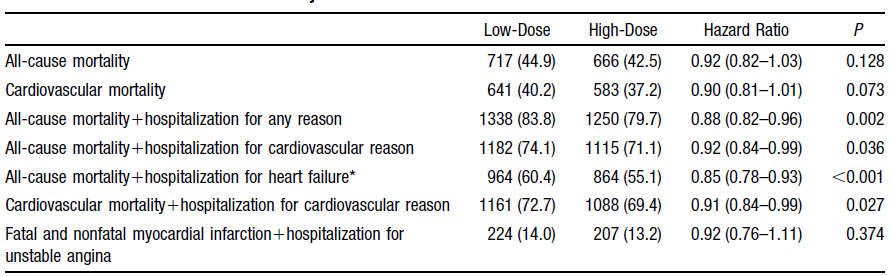 Low-Dose High-Dose Hazard Ratio P
All-cause mortality 717 (44.9) 666 (42.5) 0.92 (0.82–1.03) 0.128
Cardiovascular mortality 641 (40.2) 583 (37.2) 0.90 (0.81–1.01) 0.073
All-cause mortality+hospitalization for any reason 1338 (83.8) 1250 (79.7) 0.88 (0.82–0.96) 0.002
All-cause mortality+hospitalization for cardiovascular reason 1182 (74.1) 1115 (71.1) 0.92 (0.84–0.99) 0.036
All-cause mortality+hospitalization for heart failure* 964 (60.4) 864 (55.1) 0.85 (0.78–0.93) <0.001
Cardiovascular mortality+hospitalization for cardiovascular reason 1161 (72.7) 1088 (69.4) 0.91 (0.84–0.99) 0.027
Fatal and nonfatal myocardial infarction+hospitalization for 224 (14.0) 207 (13.2) 0.92 (0.76–1.11) 0.374
unstable angina